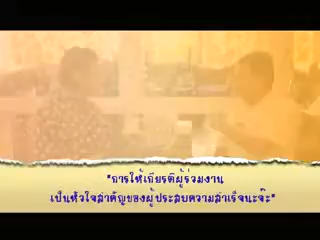 "การให้เกียรติผู้ร่วมงาน
เป็นหัวใจสำคัญของผู้ประสบความสำเร็จนะจ๊ะ"